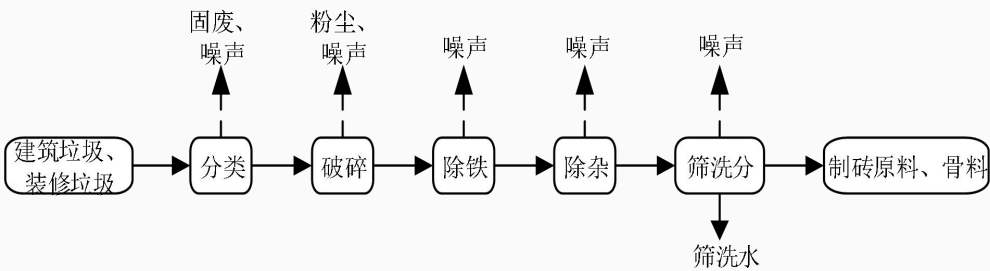 固废、
噪声
粉尘、
噪声
噪声
噪声
噪声
建筑垃圾、
装修垃圾
分类
破碎
除铁
除杂
筛洗分
制砖原料、骨料
筛洗水